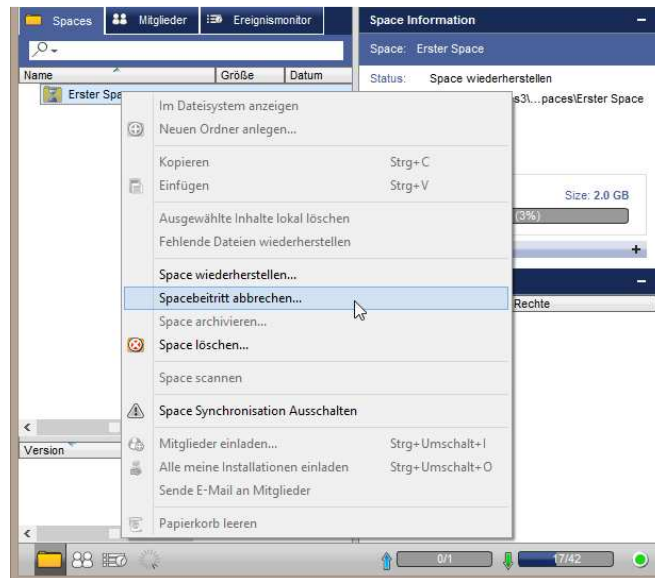 Spaces Mitglieder Ereignismonitor
Name Größe Datum
Erster Spa
Im Dateisystem anzeigen
Neuen Ordner anlegen...
Kopieren Strg+C
Einfügen Strg+V
Ausgewählte Inhalte lokal löschen
Fehlende Dateien wiederherstellen
Space wiederherstellen...
Spacebeitritt abbrechen...
Space archivieren...
Space löschen...
Space scannen
Space Synchronisation Ausschalten
Mitglieder einladen... Strg+Umschalt+I
Alle meine Installationen einladen Strg+Umschalt+O
Sende E-Mail an Mitglieder
Papierkorb leeren
Version
Space Information
Space: Erster Space
Status: Space wiederherstellen
s3\...paces\Erster Space
Size: 2.0 GB
(3%)
Rechte
0/1 17/42